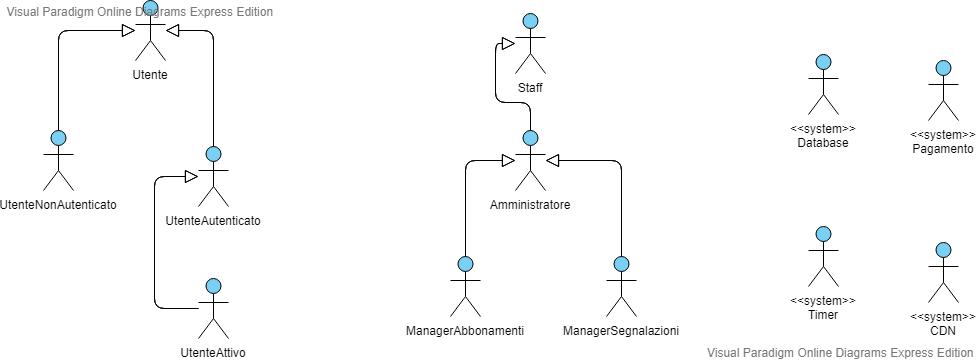 Visual Paradigm Online Diagrams Express Edition
Utente
UtenteNonAutenticato
UtenteAutenticato
UtenteAttivo
Staff
Amministratore
ManagerAbbonamenti
ManagerSegnalazioni
<<system>>
Database
<<system>>
Pagamento
<<system>>
Timer
<<system>>
CDN
Visual Paradigm Online Diagrams Express Edition